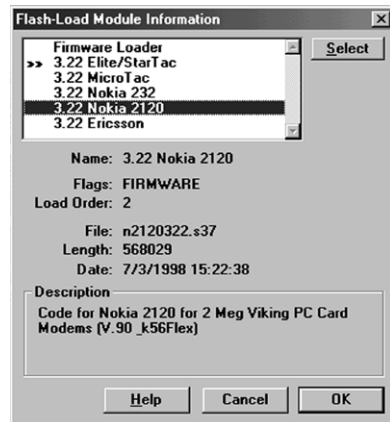 Flash-Load Module Information
Firmware Loader
Select
>> 3.22 Elite/StarTac
3.22 MicroTac
3.22 Nokia 232
3.22 Nokia 2120
3.22 Ericsson
Name: 3.22 Nokia 2120
Flags: FIRMWARE
Load Order: 2
File: n2120322.s37
Length: 568029
Date: 7/3/1998 15:22:38
Description
Code for Nokia 2120 for 2 Meg Viking PC Card
Modems (V.90 _k56Flex)
Help Cancel OK